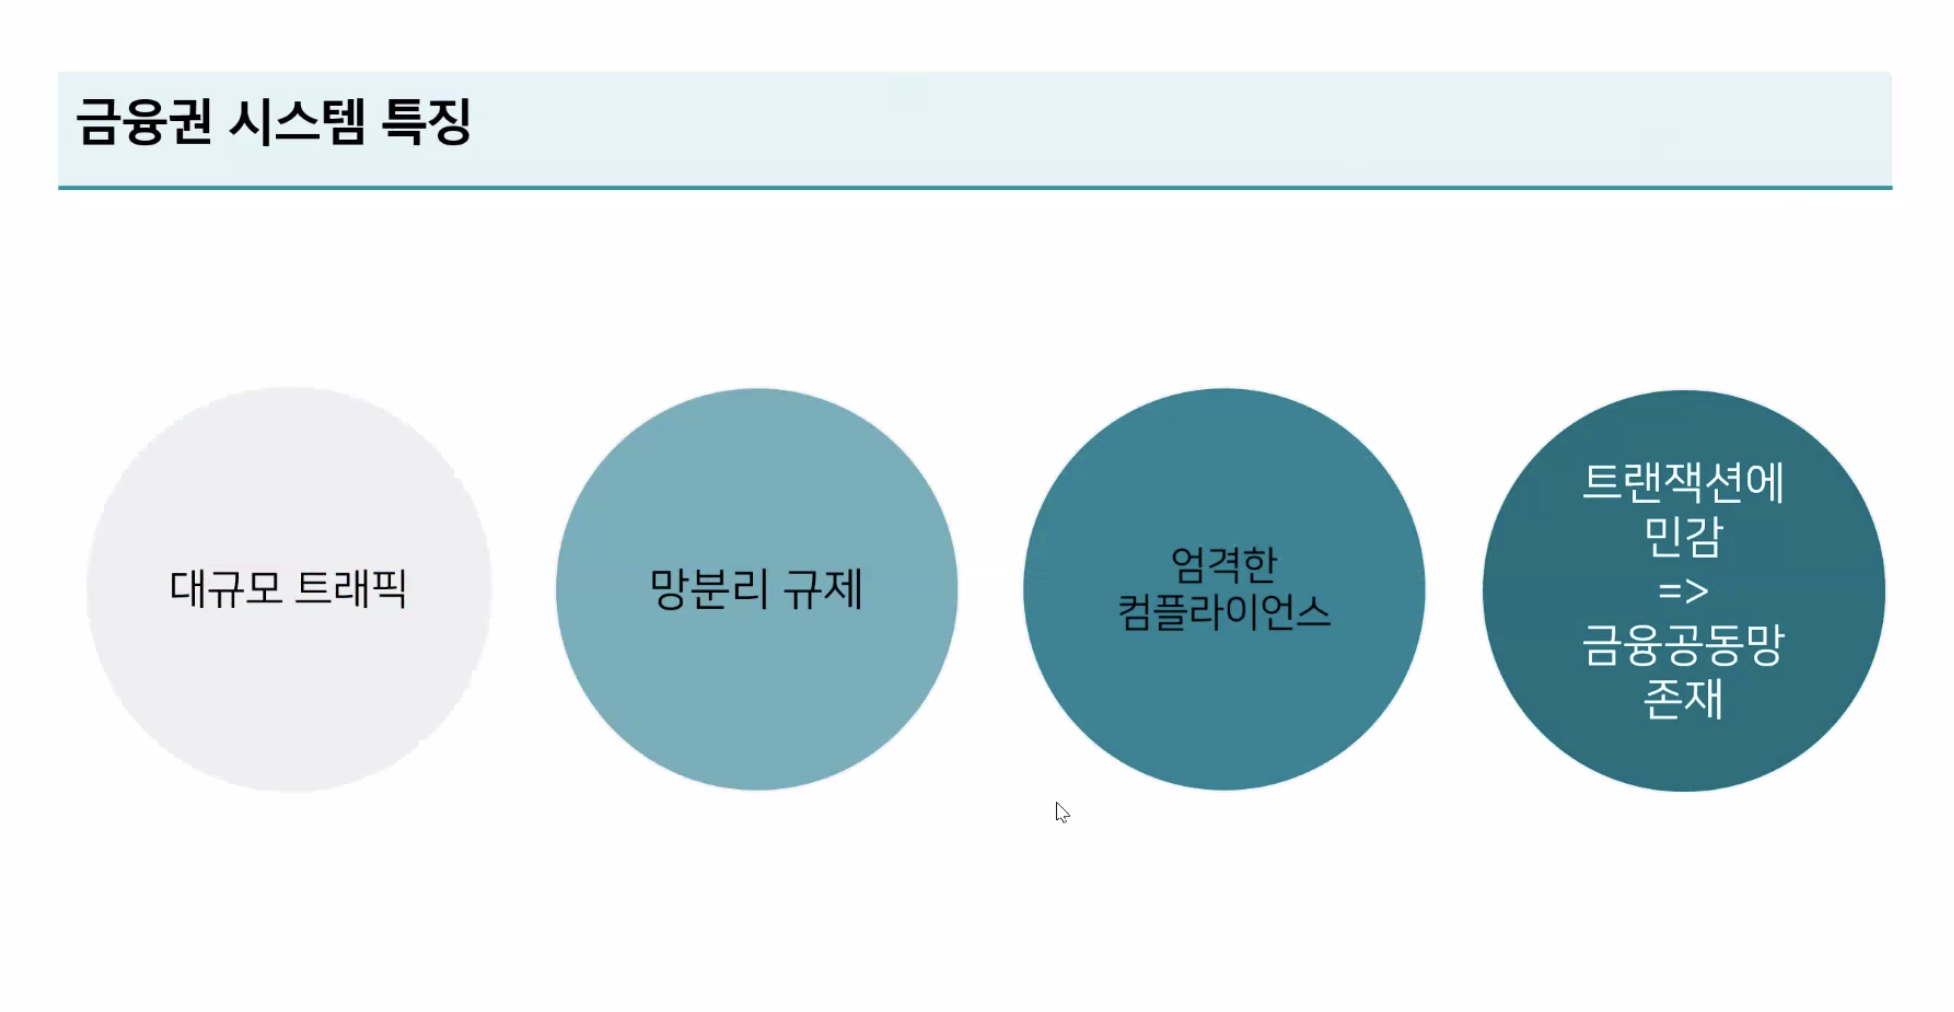 금융권 시스템 특징
대규모 트래픽
망분리 규제
엄격한
컴플라이언스
트랜잭션에
민감
=>
금융공동망
존재